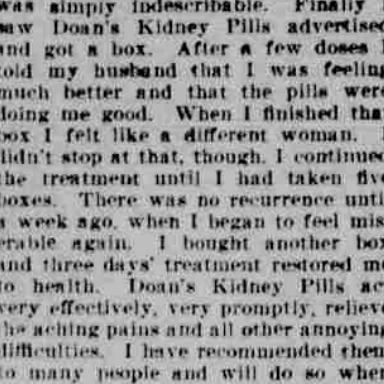 was simply indescribable. Finally I
saw Doan's Kidney Pills advertised
and got a box. After a few doses I
told my husband that I was feeling
much better and that the pills were
doing me good. When I finished that
box I felt like a different woman. I
didn't stop at that, though. I continued
the treatment until I had taken five
boxes. There was no recurrence until
a week ago, when I began to feel mis-
erable again. I bought another box
and three days' treatment restored me
to health. Doan's Kidney Pills act
very effectively, very promptly, relieve
the aching pains and all other annoying
difficulties. I have recommended them
to many people and will do so when